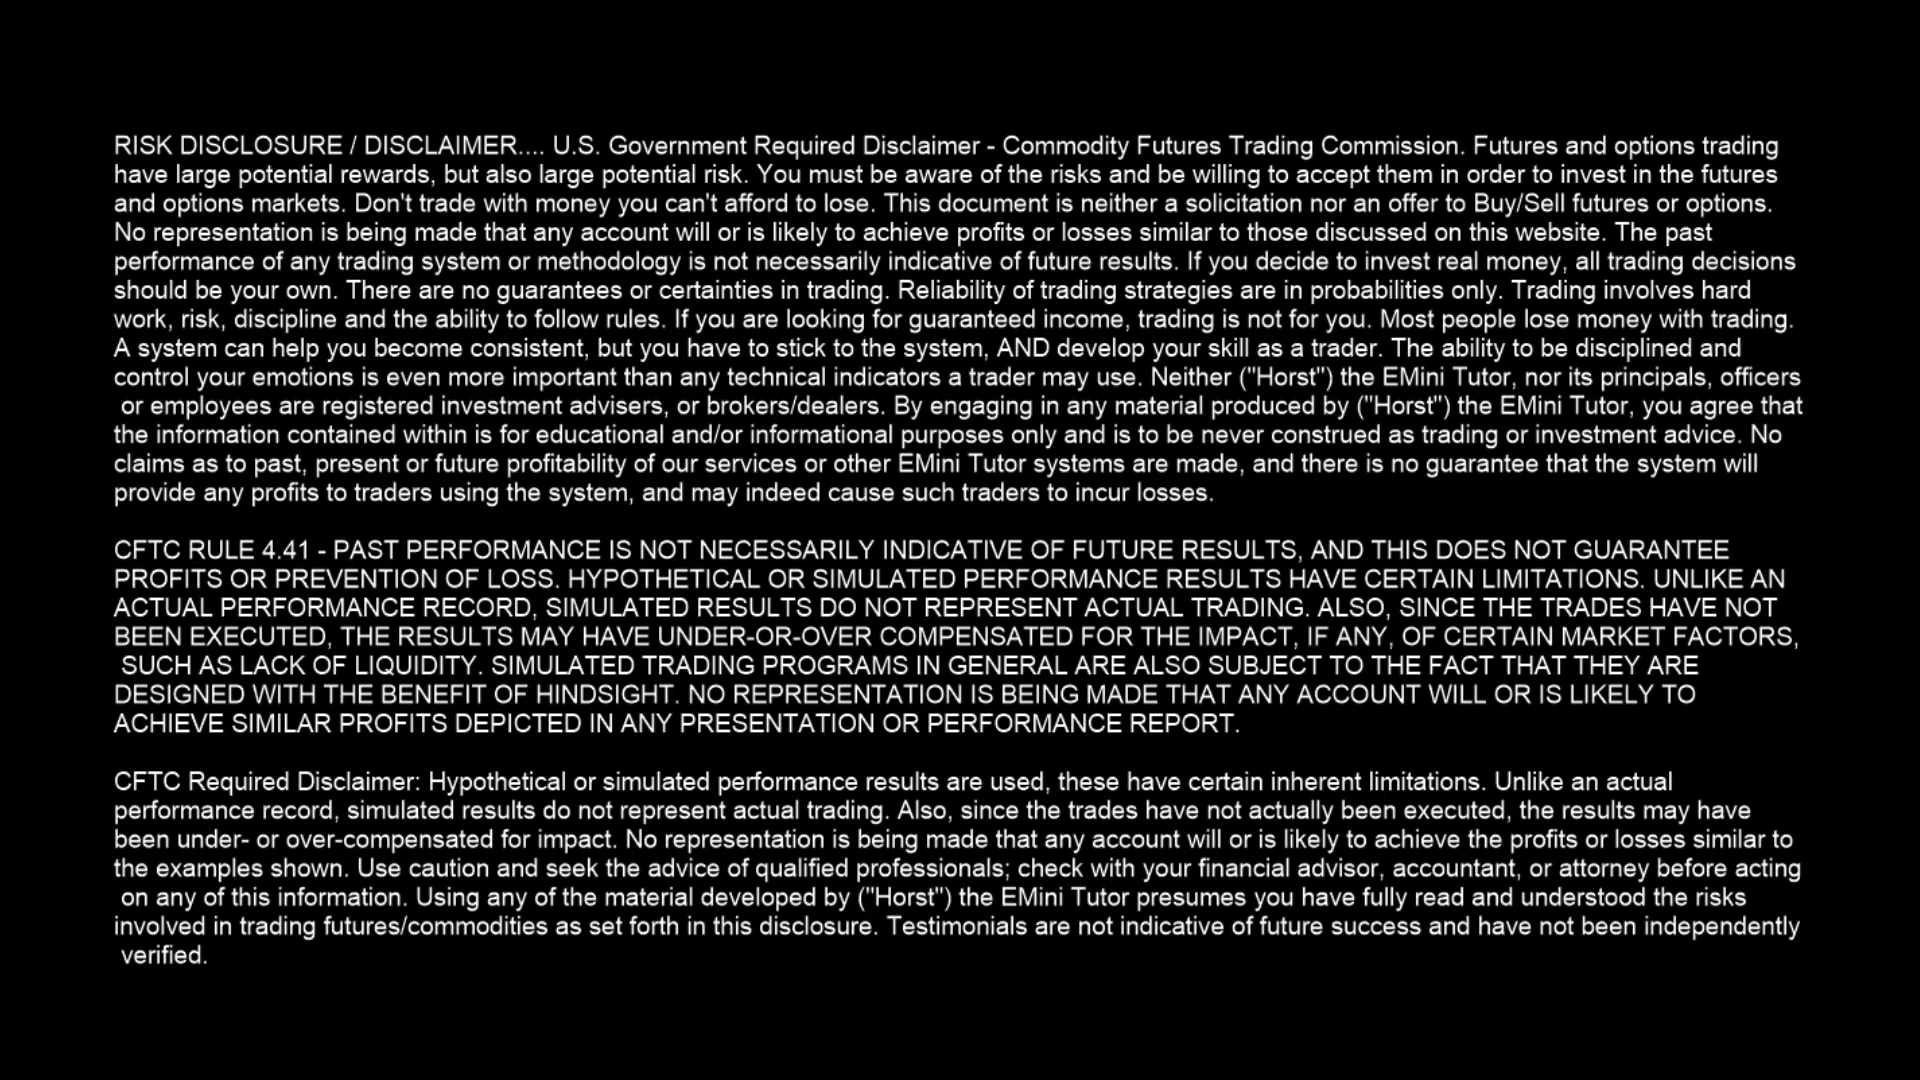 RISK DISCLOSURE / DISCLAIMER.... U.S. Government Required Disclaimer - Commodity Futures Trading Commission. Futures and options trading
have large potential rewards, but also large potential risk. You must be aware of the risks and be willing to accept them in order to invest in the futures
and options markets. Don't trade with money you can't afford to lose. This document is neither a solicitation nor an offer to Buy/Sell futures or options.
No representation is being made that any account will or is likely to achieve profits or losses similar to those discussed on this website. The past
performance of any trading system or methodology is not necessarily indicative of future results. If you decide to invest real money, all trading decisions
should be your own. There are no guarantees or certainties in trading. Reliability of trading strategies are in probabilities only. Trading involves hard
work, risk, discipline and the ability to follow rules. If you are looking for guaranteed income, trading is not for you. Most people lose money with trading.
A system can help you become consistent, but you have to stick to the system, AND develop your skill as a trader. The ability to be disciplined and
control your emotions is even more important than any technical indicators a trader may use. Neither ("Horst") the EMini Tutor, nor its principals, officers
or employees are registered investment advisers, or brokers/dealers. By engaging in any material produced by ("Horst") the EMini Tutor, you agree that
the information contained within is for educational and/or informational purposes only and is to be never construed as trading or investment advice. No
claims as to past, present or future profitability of our services or other EMini Tutor systems are made, and there is no guarantee that the system will
provide any profits to traders using the system, and may indeed cause such traders to incur losses.
CFTC RULE 4.41 - PAST PERFORMANCE IS NOT NECESSARILY INDICATIVE OF FUTURE RESULTS, AND THIS DOES NOT GUARANTEE
PROFITS OR PREVENTION OF LOSS. HYPOTHETICAL OR SIMULATED PERFORMANCE RESULTS HAVE CERTAIN LIMITATIONS. UNLIKE AN
ACTUAL PERFORMANCE RECORD, SIMULATED RESULTS DO NOT REPRESENT ACTUAL TRADING. ALSO, SINCE THE TRADES HAVE NOT
BEEN EXECUTED, THE RESULTS MAY HAVE UNDER-OR-OVER COMPENSATED FOR THE IMPACT, IF ANY, OF CERTAIN MARKET FACTORS,
SUCH AS LACK OF LIQUIDITY. SIMULATED TRADING PROGRAMS IN GENERAL ARE ALSO SUBJECT TO THE FACT THAT THEY ARE
DESIGNED WITH THE BENEFIT OF HINDSIGHT. NO REPRESENTATION IS BEING MADE THAT ANY ACCOUNT WILL OR IS LIKELY TO
ACHIEVE SIMILAR PROFITS DEPICTED IN ANY PRESENTATION OR PERFORMANCE REPORT.
CFTC Required Disclaimer: Hypothetical or simulated performance results are used, these have certain inherent limitations. Unlike an actual
performance record, simulated results do not represent actual trading. Also, since the trades have not actually been executed, the results may have
been under- or over-compensated for impact. No representation is being made that any account will or is likely to achieve the profits or losses similar to
the examples shown. Use caution and seek the advice of qualified professionals; check with your financial advisor, accountant, or attorney before acting
on any of this information. Using any of the material developed by ("Horst") the EMini Tutor presumes you have fully read and understood the risks
involved in trading futures/commodities as set forth in this disclosure. Testimonials are not indicative of future success and have not been independently
verified.